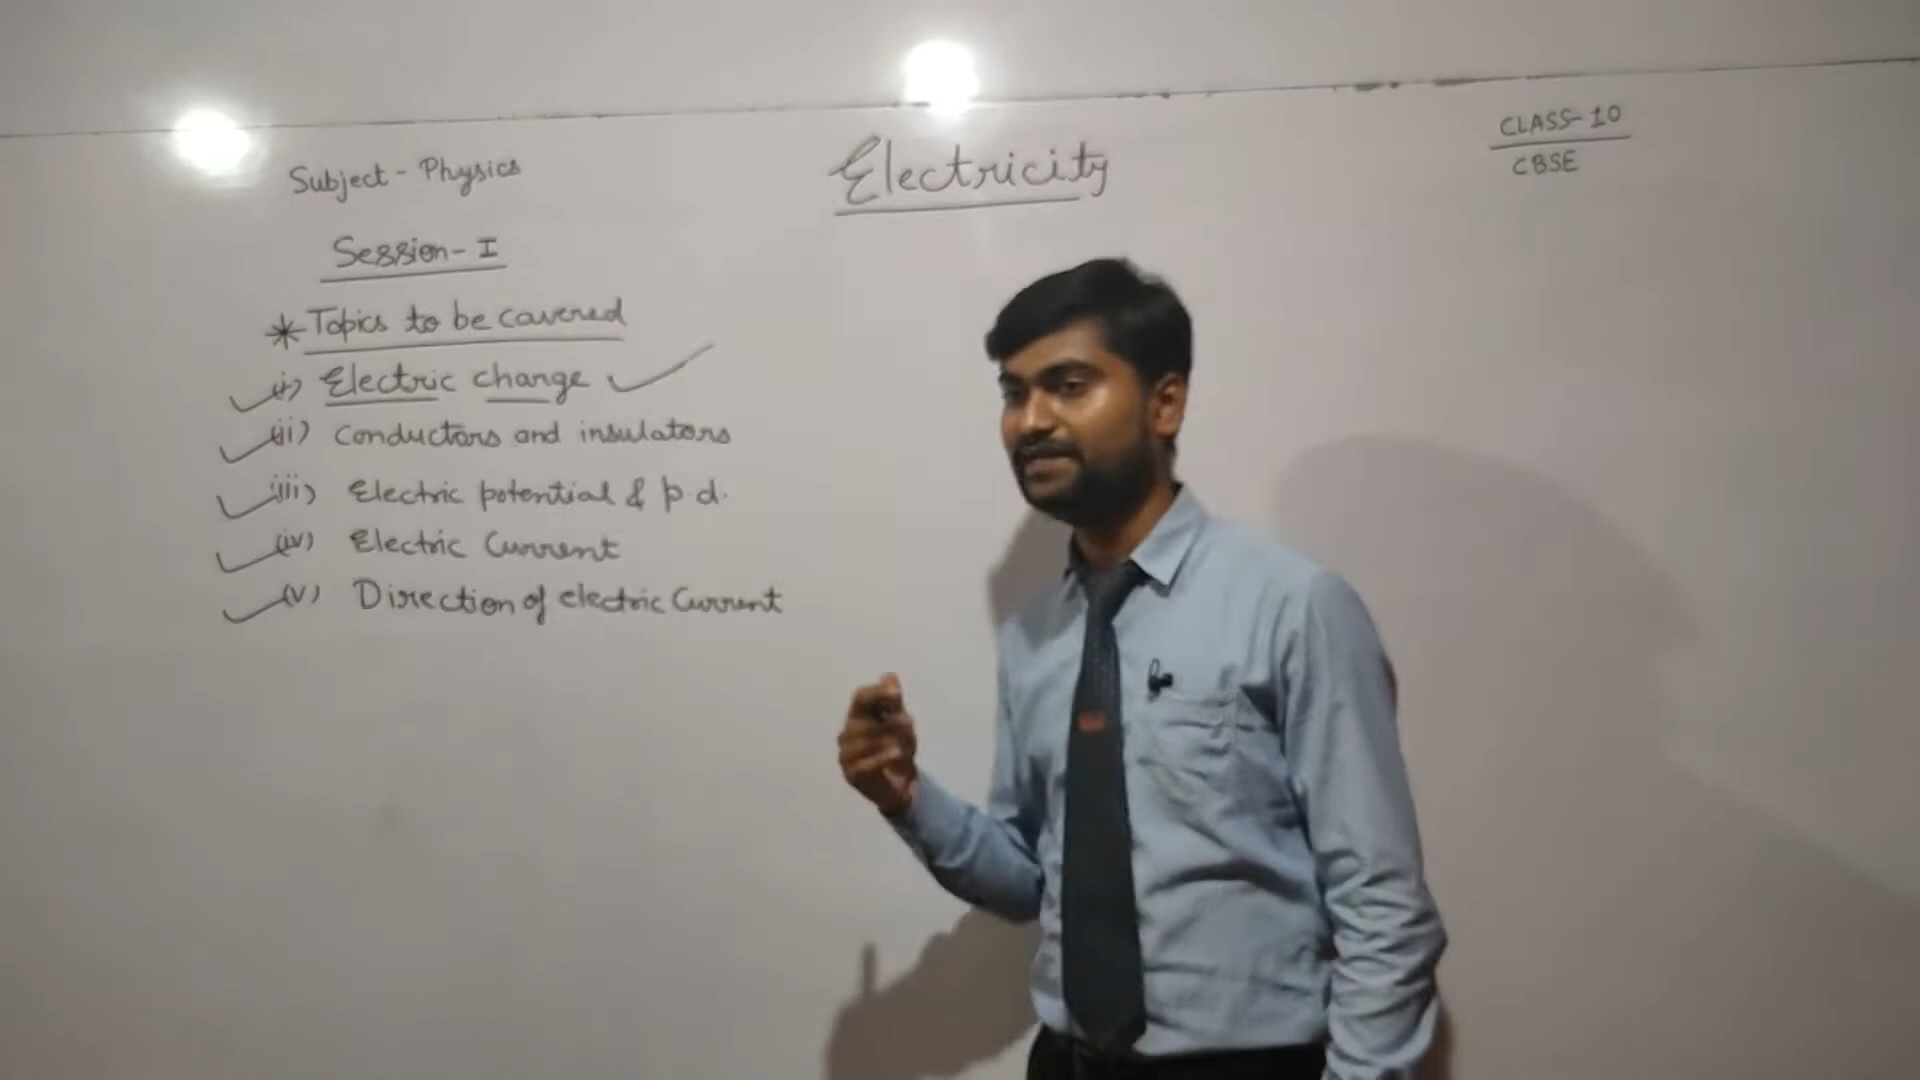 Subject - Physics
Electricity
CLASS-10
CBSE
Session - I
* Topics to be covered
(i) Electric charge
(ii) Conductors and insulators
(iii) Electric potential & p.d.
(iv) Electric Current
(v) Direction of electric Current